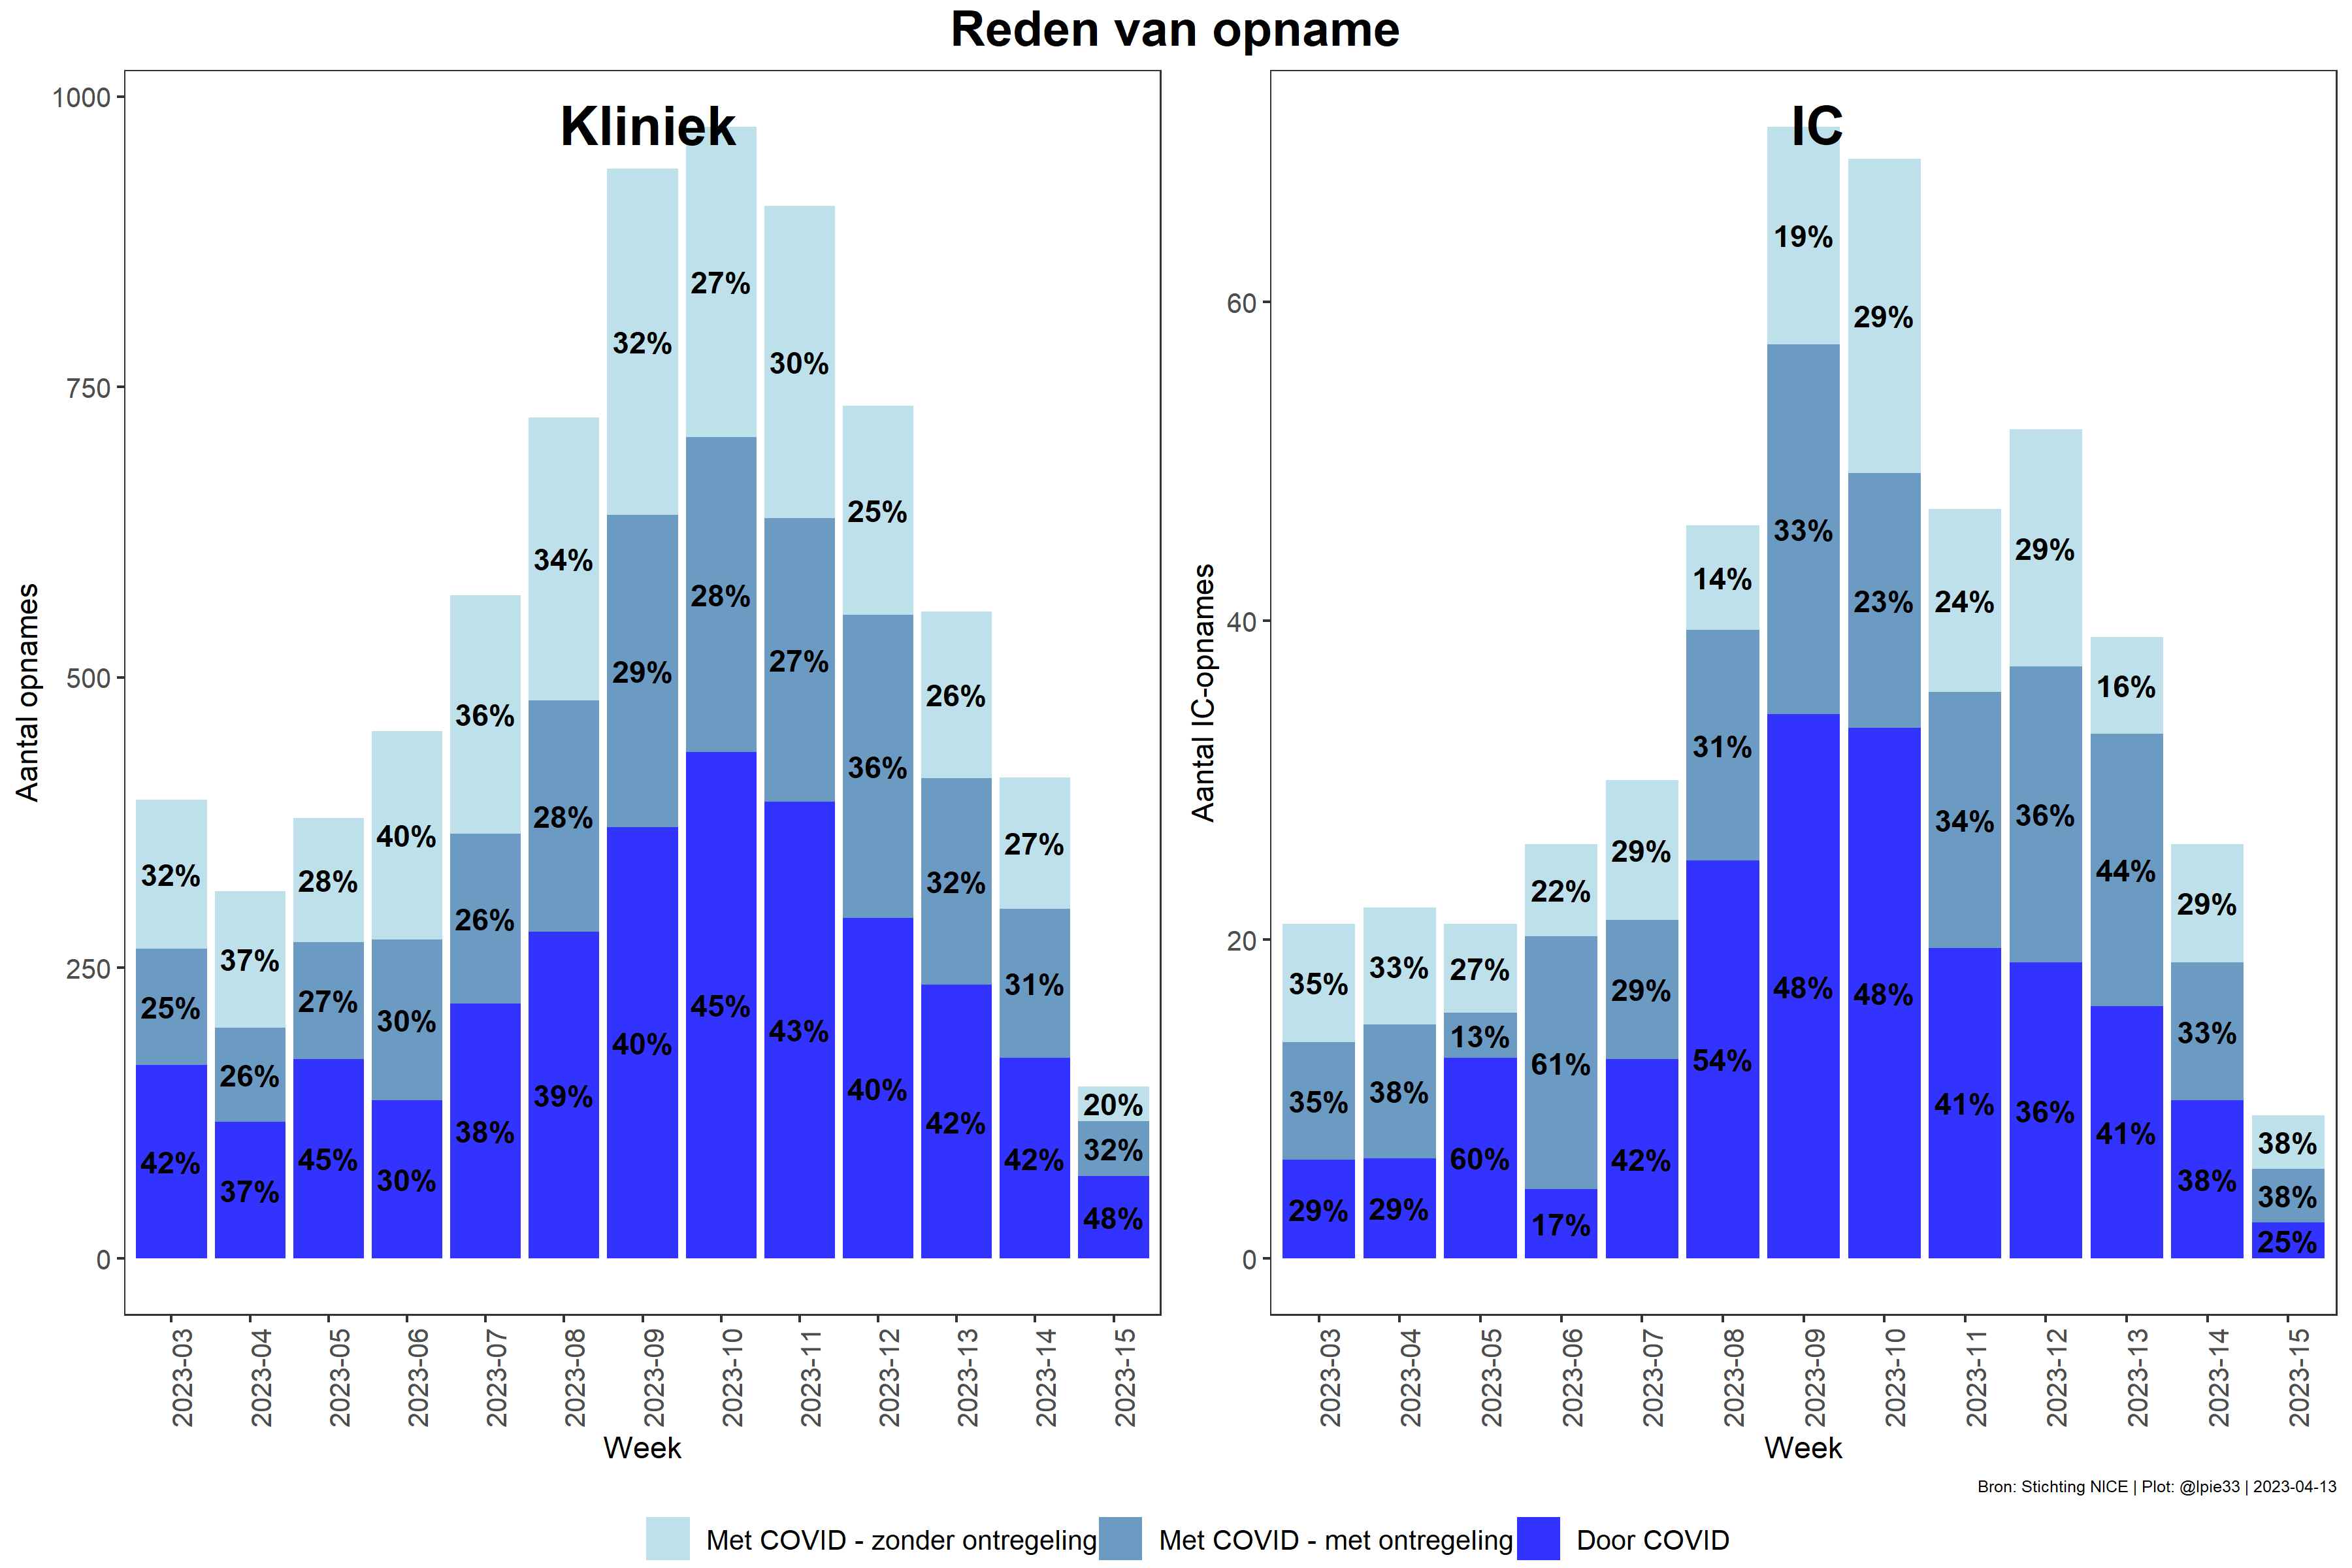 Reden van opname
Kliniek
Aantal opnames
1000
750
500
250
0
32% 37% 28% 40% 36% 34% 32% 27% 30% 25% 26% 27% 20%
25% 26% 27% 30% 26% 28% 29% 28% 27% 36% 32% 31% 32%
42% 37% 45% 30% 38% 39% 40% 45% 43% 40% 42% 42% 48%
2023-03 2023-04 2023-05 2023-06 2023-07 2023-08 2023-09 2023-10 2023-11 2023-12 2023-13 2023-14 2023-15
Week
IC
Aantal IC-opnames
60
40
20
0
35% 33% 27% 22% 29% 14% 19% 29% 24% 29% 16% 29% 38%
35% 38% 13% 61% 29% 31% 33% 23% 34% 36% 44% 33% 38%
29% 29% 60% 17% 42% 54% 48% 48% 41% 36% 41% 38% 25%
2023-03 2023-04 2023-05 2023-06 2023-07 2023-08 2023-09 2023-10 2023-11 2023-12 2023-13 2023-14 2023-15
Week
Bron: Stichting NICE | Plot: @lpie33 | 2023-04-13
Met COVID - zonder ontregeling Met COVID - met ontregeling Door COVID